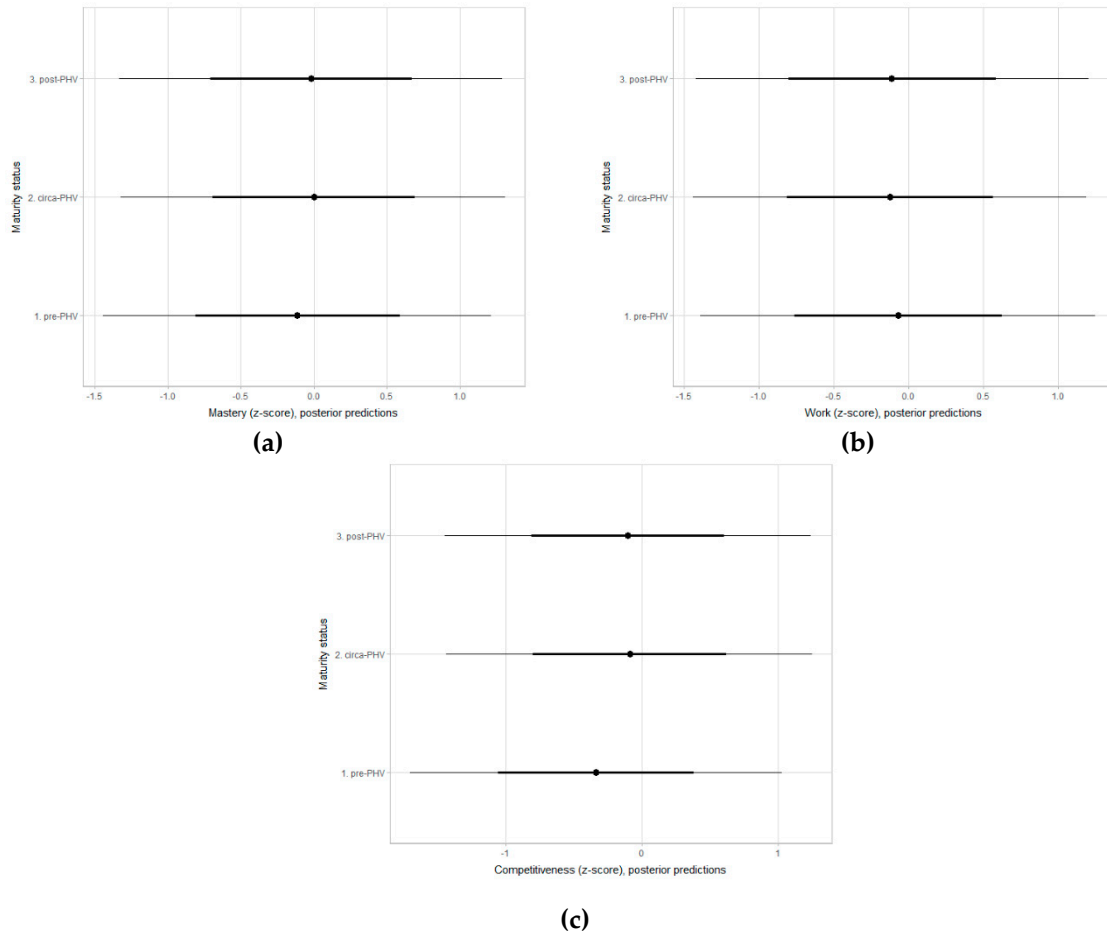 Maturity status
3. post-PHV
2. circa-PHV
1. pre-PHV
-1.5 -1.0 -0.5 0.0 0.5 1.0
Mastery (z-score), posterior predictions
(a)
Maturity status
3. post-PHV
2. circa-PHV
1. pre-PHV
-1.5 -1.0 -0.5 0.0 0.5 1.0
Work (z-score), posterior predictions
(b)
Maturity status
3. post-PHV
2. circa-PHV
1. pre-PHV
-1 0 1
Competitiveness (z-score), posterior predictions
(c)